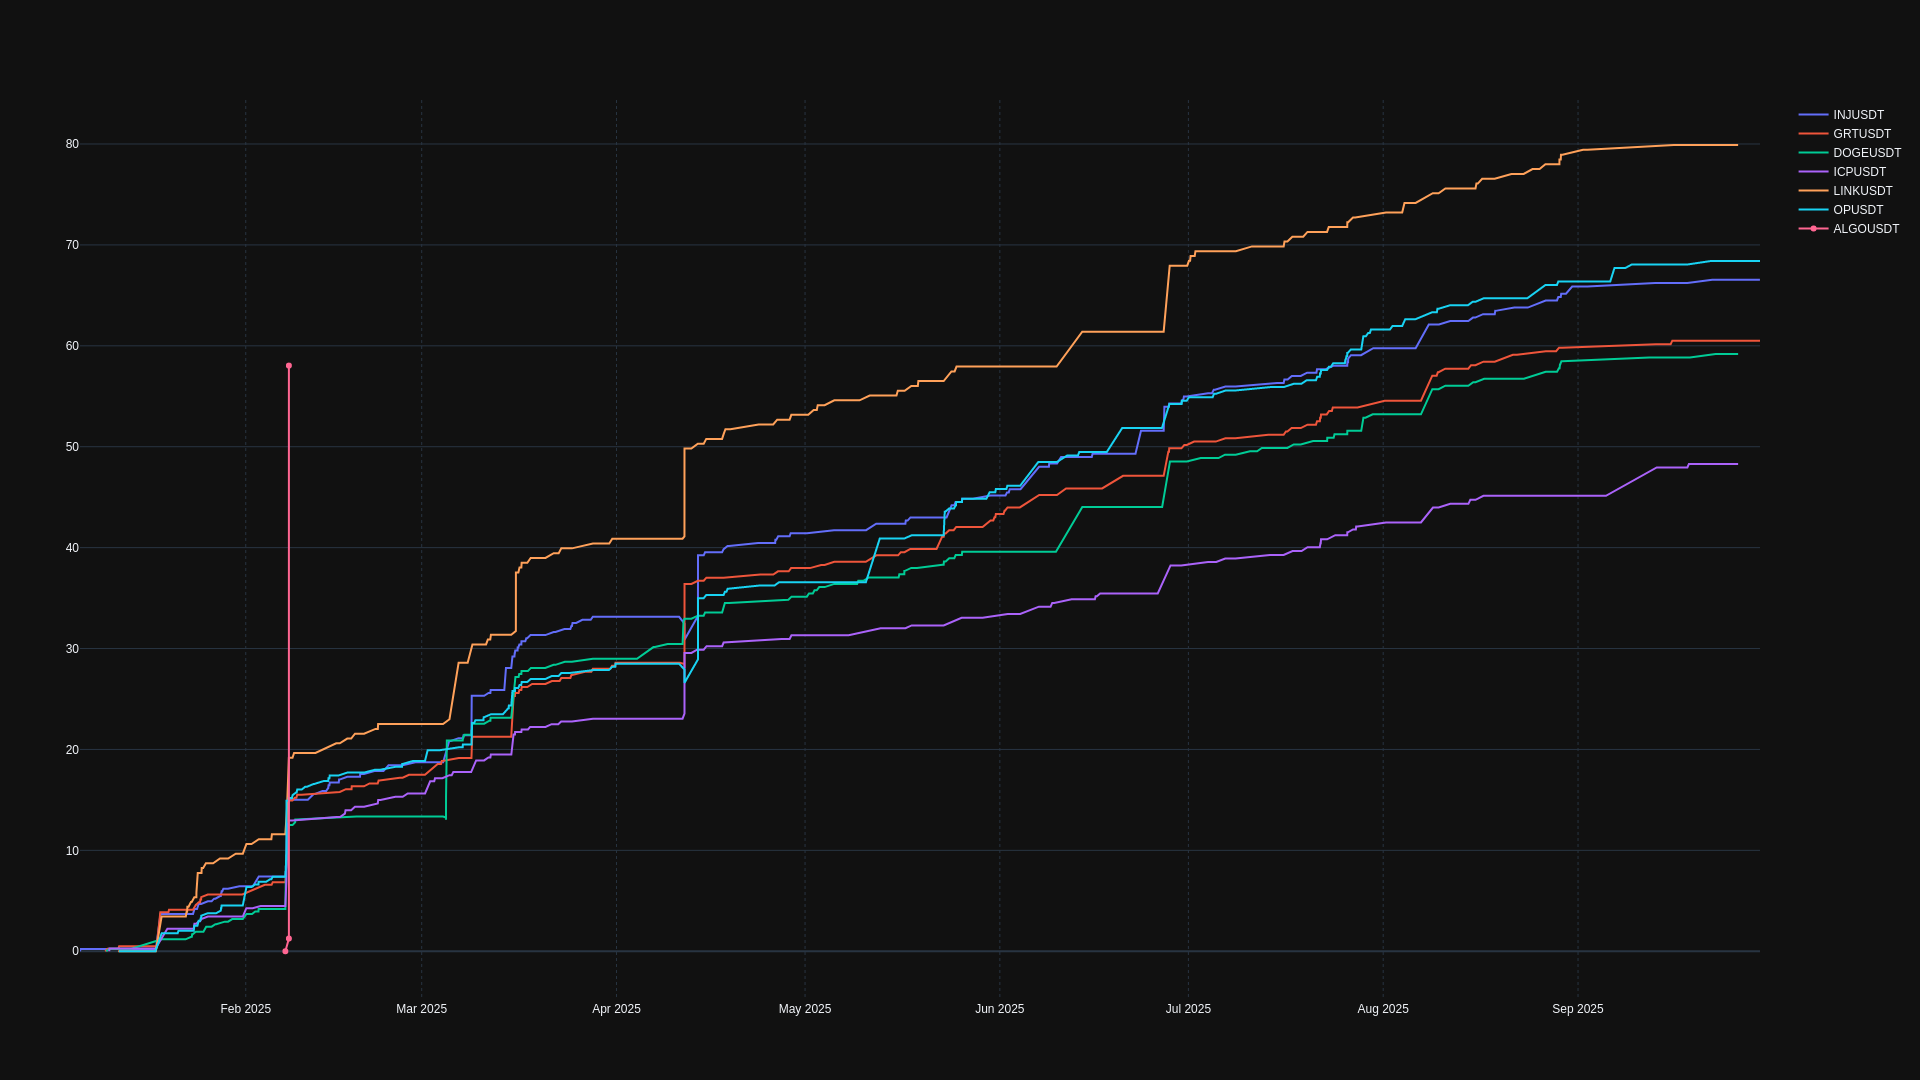 80
70
60
50
40
30
20
10
0
Feb 2025
Mar 2025
Apr 2025
May 2025
Jun 2025
Jul 2025
Aug 2025
Sep 2025
INJUSDT
GRTUSDT
DOGEUSDT
ICPUSDT
LINKUSDT
OPUSDT
ALGOUSDT